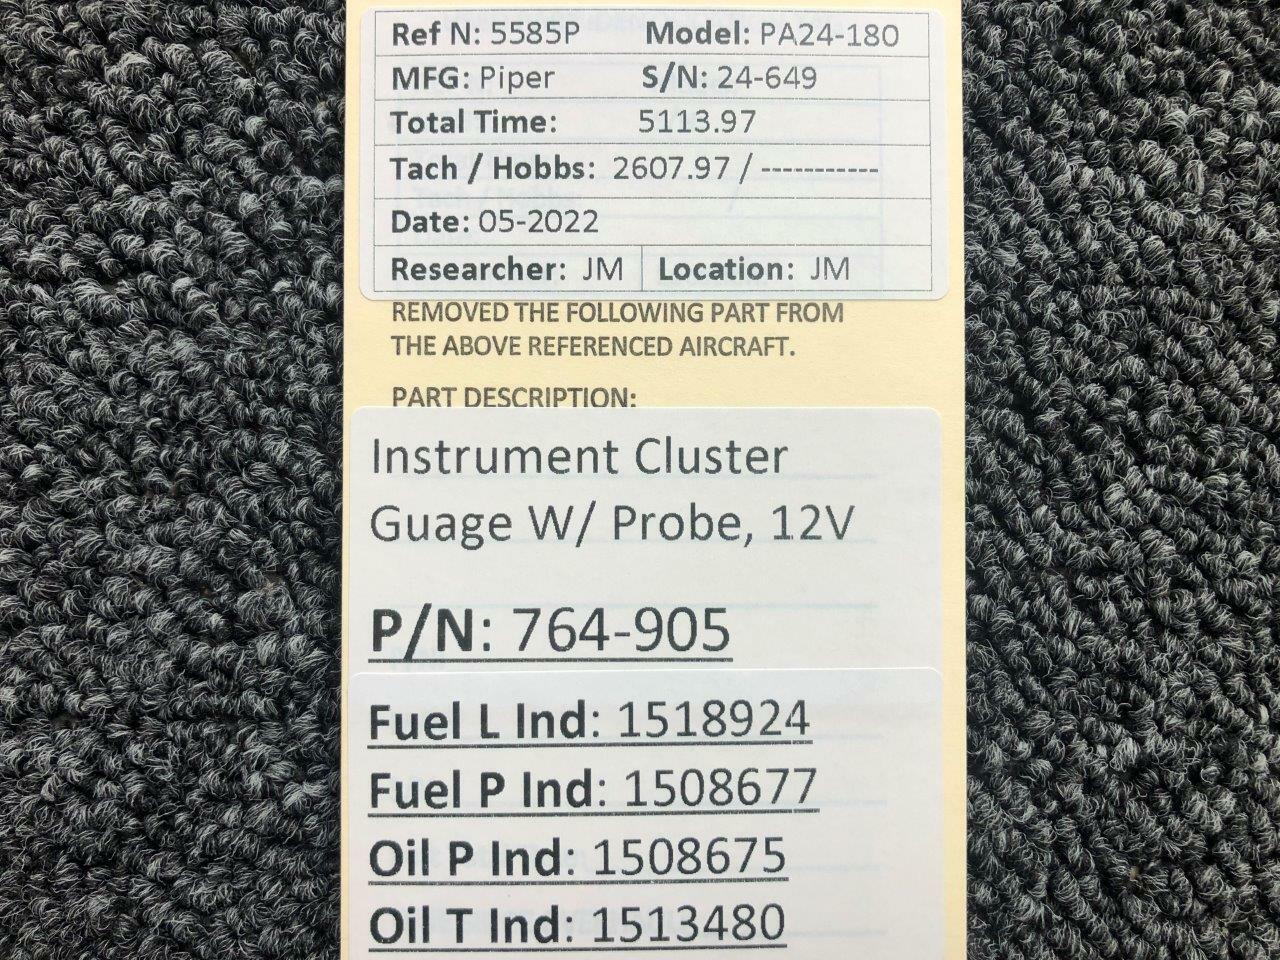 Ref N: 5585P Model: PA24-180
MFG: Piper S/N: 24-649
Total Time: 5113.97
Tach / Hobbs: 2607.97 / -----------
Date: 05-2022
Researcher: JM Location: JM
REMOVED THE FOLLOWING PART FROM
THE ABOVE REFERENCED AIRCRAFT.
PART DESCRIPTION:
Instrument Cluster
Guage W/ Probe, 12V
P/N: 764-905
Fuel L Ind: 1518924
Fuel P Ind: 1508677
Oil P Ind: 1508675
Oil T Ind: 1513480